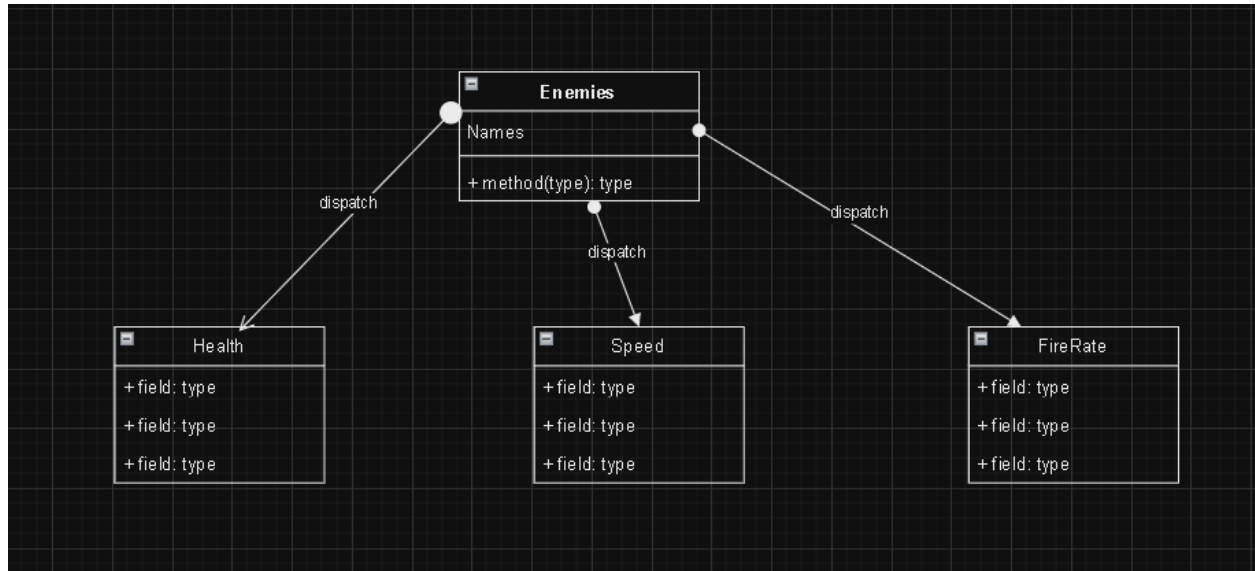 Enemies
Names
+ method(type): type
dispatch
dispatch
dispatch
Health
+ field: type
+ field: type
+ field: type
Speed
+ field: type
+ field: type
+ field: type
FireRate
+ field: type
+ field: type
+ field: type